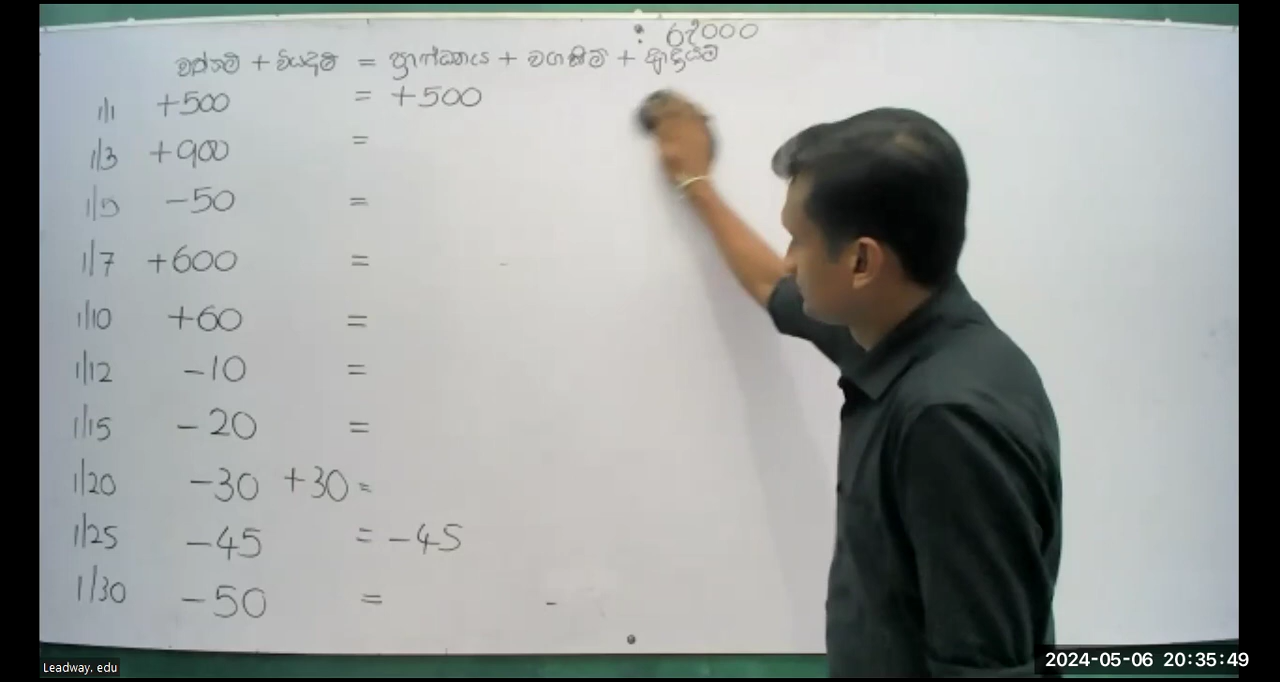 : රු'000
වත්කම් + වියදම් = ප්‍රාග්ධනය + වගකීම් + ආදායම්
1/1 +500 = +500
1/3 +900 =
1/5 -50 =
1/7 +600 =
1/10 +60 =
1/12 -10 =
1/15 -20 =
1/20 -30 +30 =
1/25 -45 = -45
1/30 -50 = -
Leadway. edu
2024-05-06 20:35:49